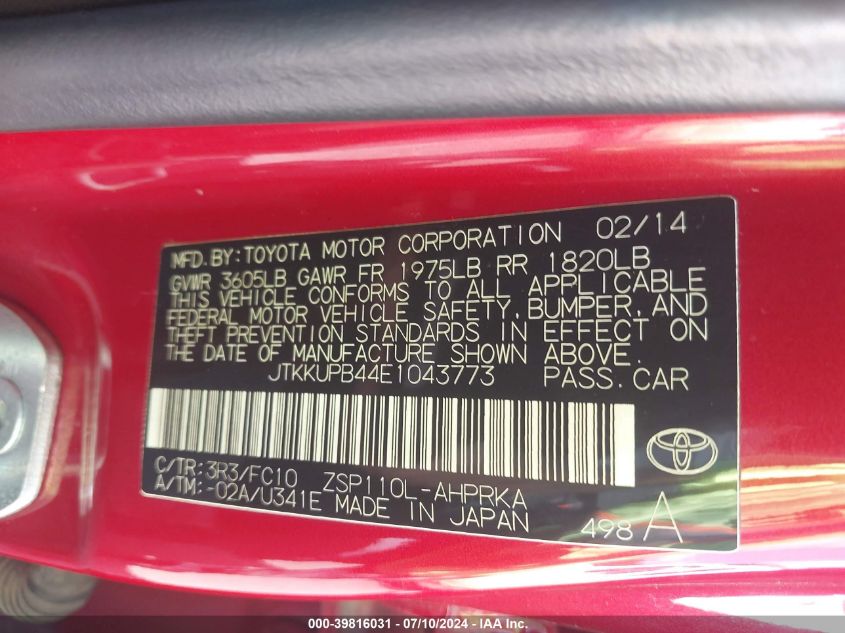 MFD. BY: TOYOTA MOTOR CORPORATION 02/14
GVWR 3605LB GAWR FR 1975LB RR 1820LB
THIS VEHICLE CONFORMS TO ALL APPLICABLE
FEDERAL MOTOR VEHICLE SAFETY, BUMPER, AND
THEFT PREVENTION STANDARDS IN EFFECT ON
THE DATE OF MANUFACTURE SHOWN ABOVE.
JTKKUPB44E1043773 PASS. CAR
C/TR: 3R3/FC10 ZSP110L-AHPRKA
A/TM: -02A/U341E MADE IN JAPAN
498 A
000-39816031 - 07/10/2024 - IAA Inc.